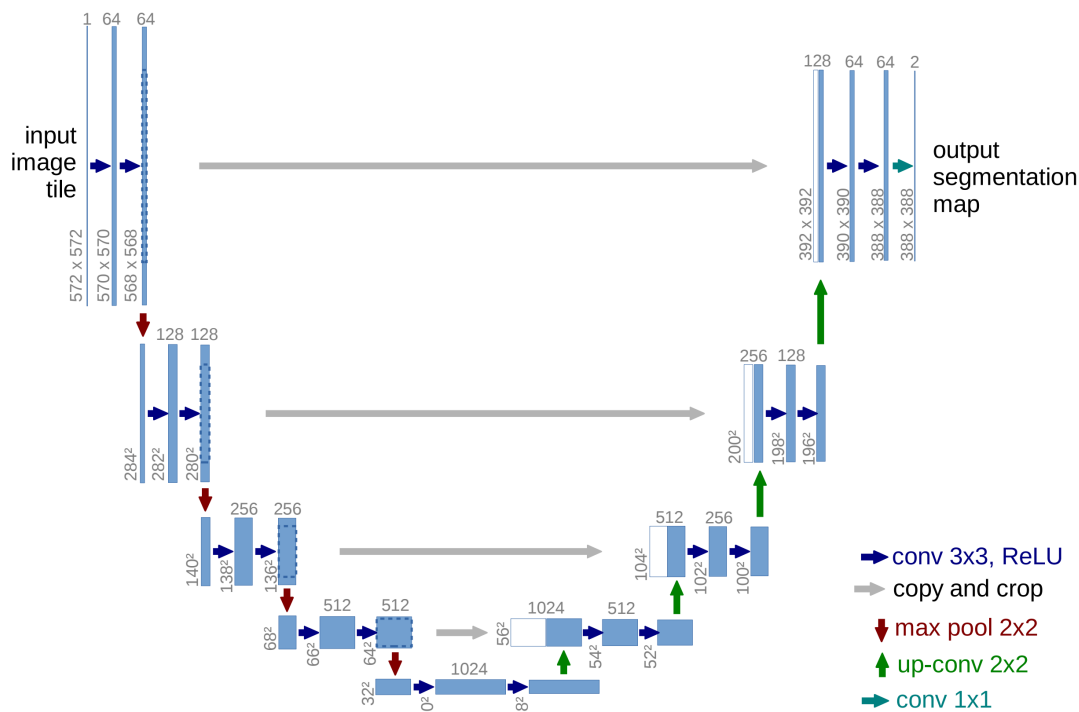 1 64 64
input
image
tile
572 x 572
570 x 570
568 x 568
128 64 64 2
output
segmentation
map
392 x 392
390 x 390
388 x 388
388 x 388
128 128
284²
282²
280²
256 128
200²
198²
196²
256 256
140²
138²
136²
512 256
104²
102²
100²
512 512
68²
66²
64²
1024 512
56²
54²
52²
1024
32²
0²
8²
conv 3x3, ReLU
copy and crop
max pool 2x2
up-conv 2x2
conv 1x1